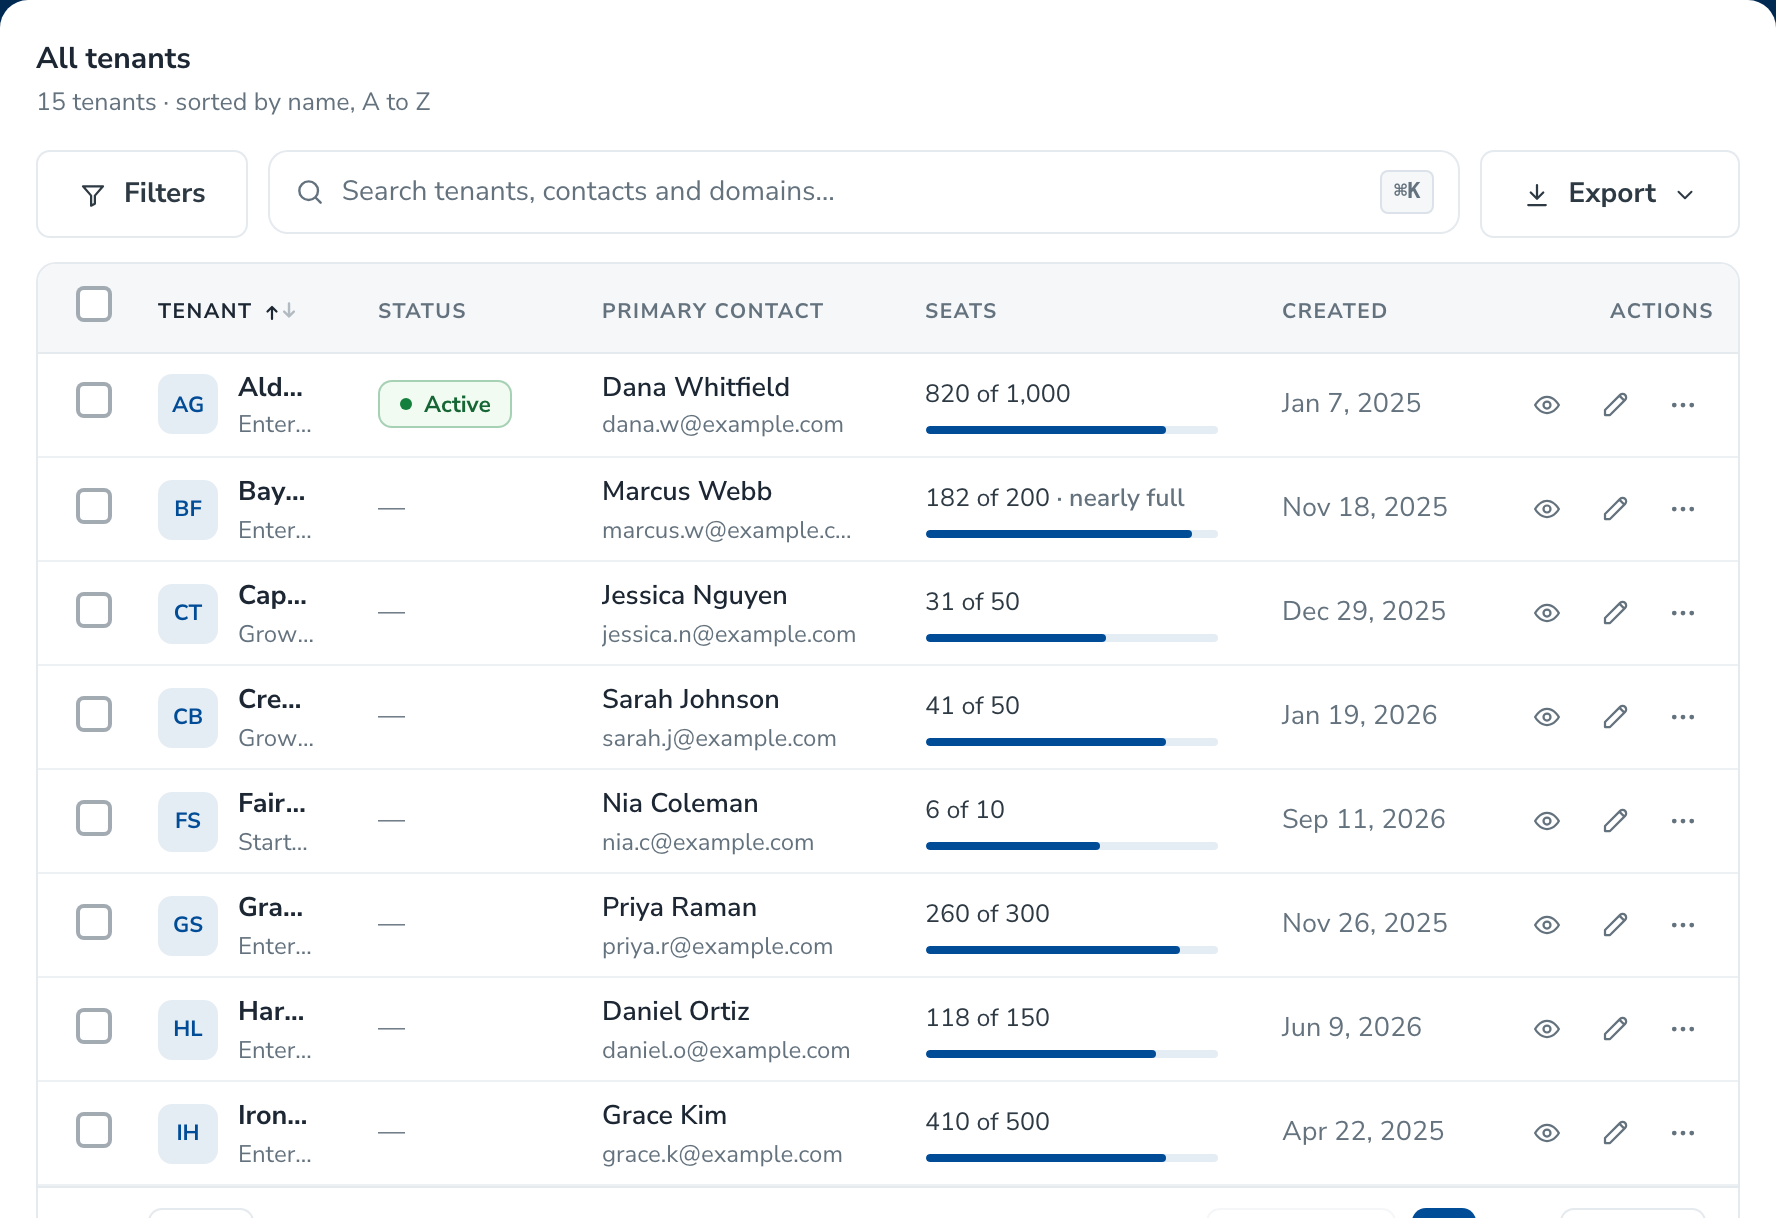 All tenants
15 tenants · sorted by name, A to Z
Filters
Search tenants, contacts and domains...
⌘K
Export
TENANT STATUS PRIMARY CONTACT SEATS CREATED ACTIONS
AG Ald... Active Dana Whitfield 820 of 1,000 Jan 7, 2025
Enter... dana.w@example.com
BF Bay... — Marcus Webb 182 of 200 · nearly full Nov 18, 2025
Enter... marcus.w@example.c...
CT Cap... — Jessica Nguyen 31 of 50 Dec 29, 2025
Grow... jessica.n@example.com
CB Cre... — Sarah Johnson 41 of 50 Jan 19, 2026
Grow... sarah.j@example.com
FS Fair... — Nia Coleman 6 of 10 Sep 11, 2026
Start... nia.c@example.com
GS Gra... — Priya Raman 260 of 300 Nov 26, 2025
Enter... priya.r@example.com
HL Har... — Daniel Ortiz 118 of 150 Jun 9, 2026
Enter... daniel.o@example.com
IH Iron... — Grace Kim 410 of 500 Apr 22, 2025
Enter... grace.k@example.com